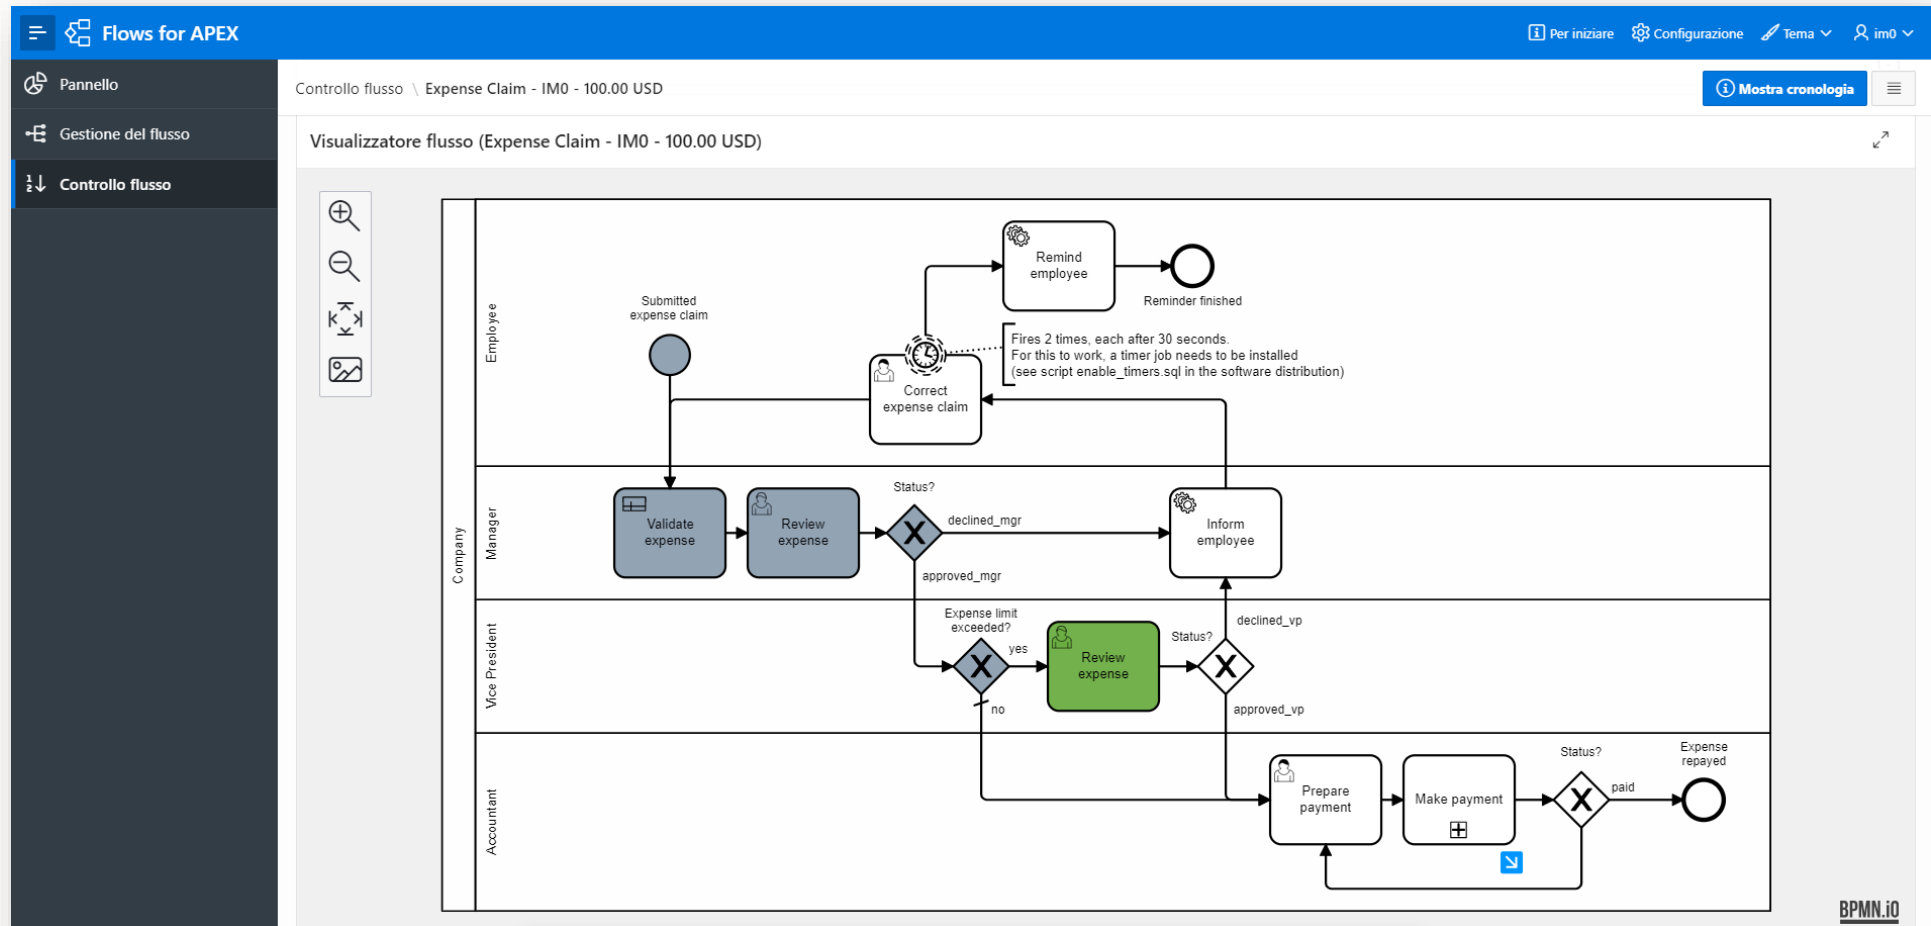 Flows for APEX
Per iniziare
Configurazione
Tema
im0
Pannello
Gestione del flusso
Controllo flusso
Controllo flusso \ Expense Claim - IM0 - 100.00 USD
Mostra cronologia
Visualizzatore flusso (Expense Claim - IM0 - 100.00 USD)
Company
Employee
Submitted
expense claim
Remind
employee
Reminder finished
Fires 2 times, each after 30 seconds.
For this to work, a timer job needs to be installed
(see script enable_timers.sql in the software distribution)
Correct
expense claim
Manager
Validate
expense
Review
expense
Status?
declined_mgr
approved_mgr
Inform
employee
Vice President
Expense limit
exceeded?
yes
no
Review
expense
Status?
declined_vp
approved_vp
Accountant
Prepare
payment
Make payment
Status?
paid
Expense
repayed
BPMN.iO